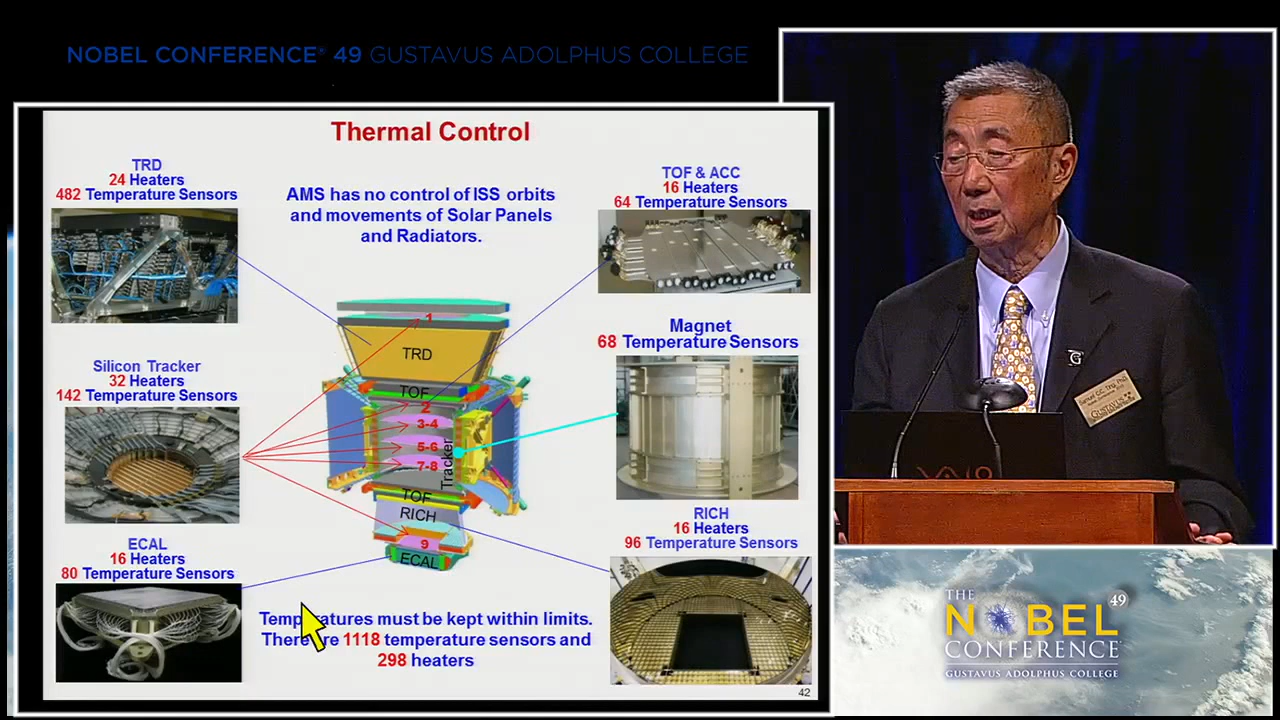 NOBEL CONFERENCE® 49 GUSTAVUS ADOLPHUS COLLEGE
Thermal Control
TRD
24 Heaters
482 Temperature Sensors
AMS has no control of ISS orbits
and movements of Solar Panels
and Radiators.
TOF & ACC
16 Heaters
64 Temperature Sensors
Silicon Tracker
32 Heaters
142 Temperature Sensors
1
TRD
TOF
2
3-4
5-6
7-8
Tracker
TOF
RICH
9
ECAL
Magnet
68 Temperature Sensors
ECAL
16 Heaters
80 Temperature Sensors
RICH
16 Heaters
96 Temperature Sensors
Temperatures must be kept within limits.
There are 1118 temperature sensors and
298 heaters
42
VAIO
GUSTAVUS
THE
NOBEL 49
CONFERENCE
GUSTAVUS ADOLPHUS COLLEGE